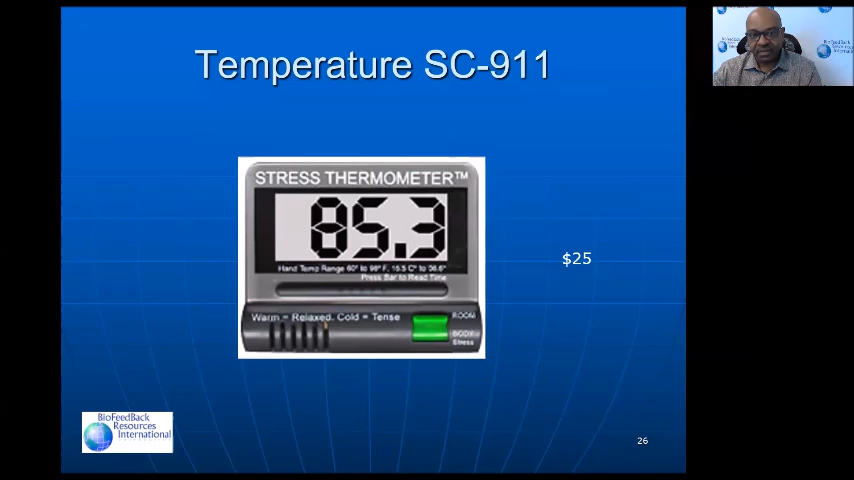 Temperature SC-911
STRESS THERMOMETER™
85.3
Hand Temp Range 60° to 98° F, 15.5 C° to 36.6°
Press Bar to Read Time
Warm = Relaxed. Cold = Tense
ROOM
BODY
Stress
$25
BioFeedBack
Resources
International
26